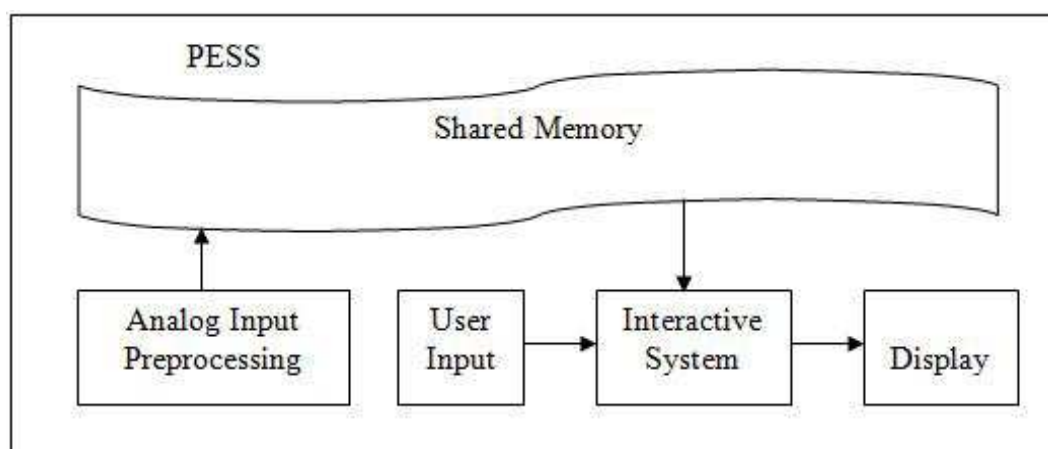 PESS
Shared Memory
Analog Input
Preprocessing
User
Input
Interactive
System
Display